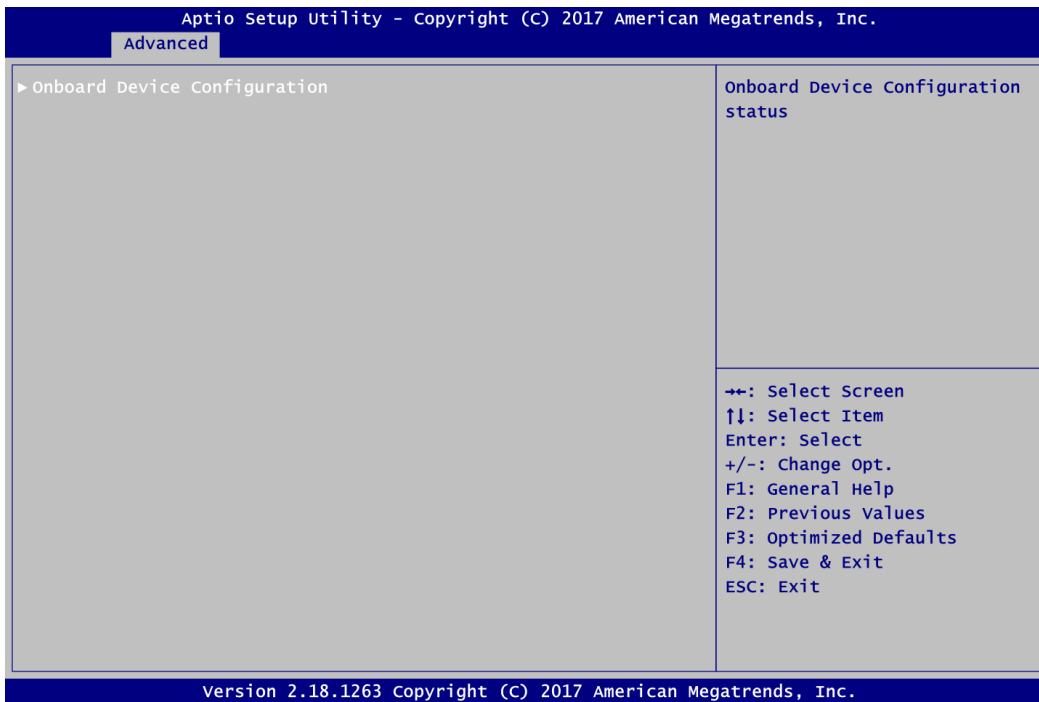 Aptio Setup Utility - Copyright (C) 2017 American Megatrends, Inc.
Advanced
►Onboard Device Configuration
Onboard Device Configuration
status
→←: Select Screen
↑↓: Select Item
Enter: Select
+/-: Change Opt.
F1: General Help
F2: Previous Values
F3: Optimized Defaults
F4: Save & Exit
ESC: Exit
Version 2.18.1263 Copyright (C) 2017 American Megatrends, Inc.